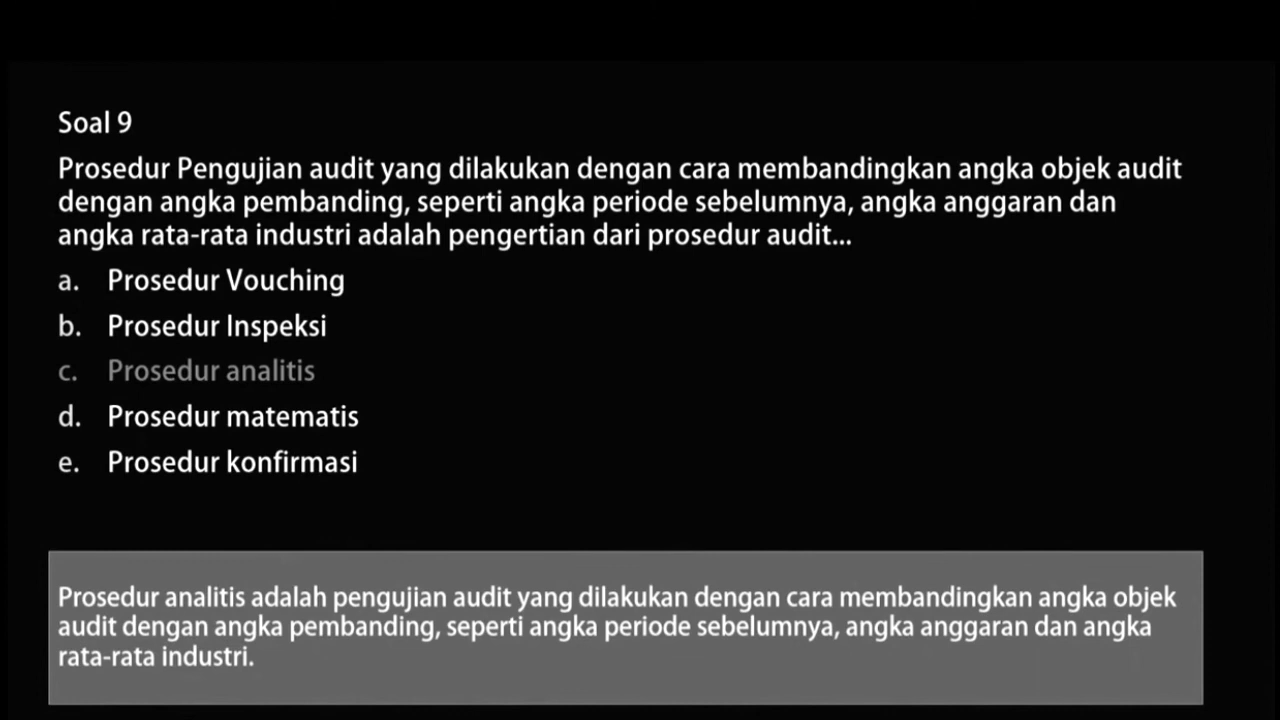 Soal 9
Prosedur Pengujian audit yang dilakukan dengan cara membandingkan angka objek audit
dengan angka pembanding, seperti angka periode sebelumnya, angka anggaran dan
angka rata-rata industri adalah pengertian dari prosedur audit...
a. Prosedur Vouching
b. Prosedur Inspeksi
c. Prosedur analitis
d. Prosedur matematis
e. Prosedur konfirmasi
Prosedur analitis adalah pengujian audit yang dilakukan dengan cara membandingkan angka objek
audit dengan angka pembanding, seperti angka periode sebelumnya, angka anggaran dan angka
rata-rata industri.